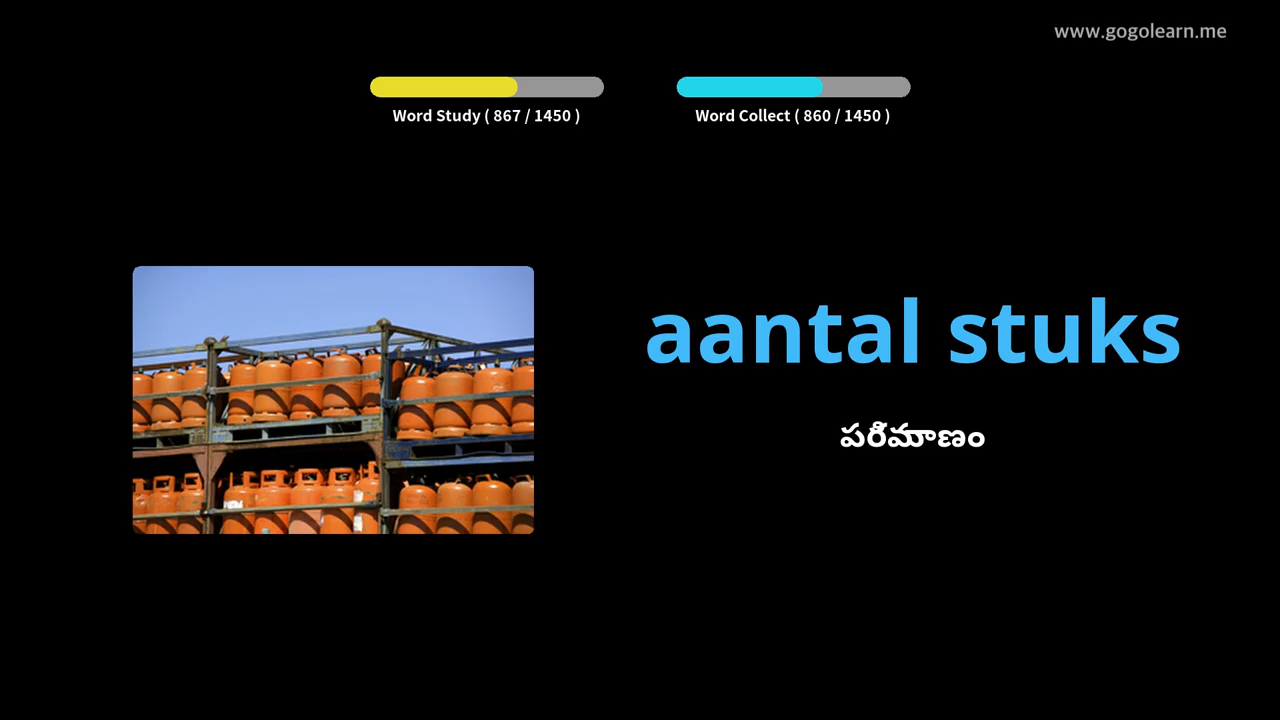 www.gogolearn.me
Word Study ( 867 / 1450 )
Word Collect ( 860 / 1450 )
aantal stuks
పరిమాణం